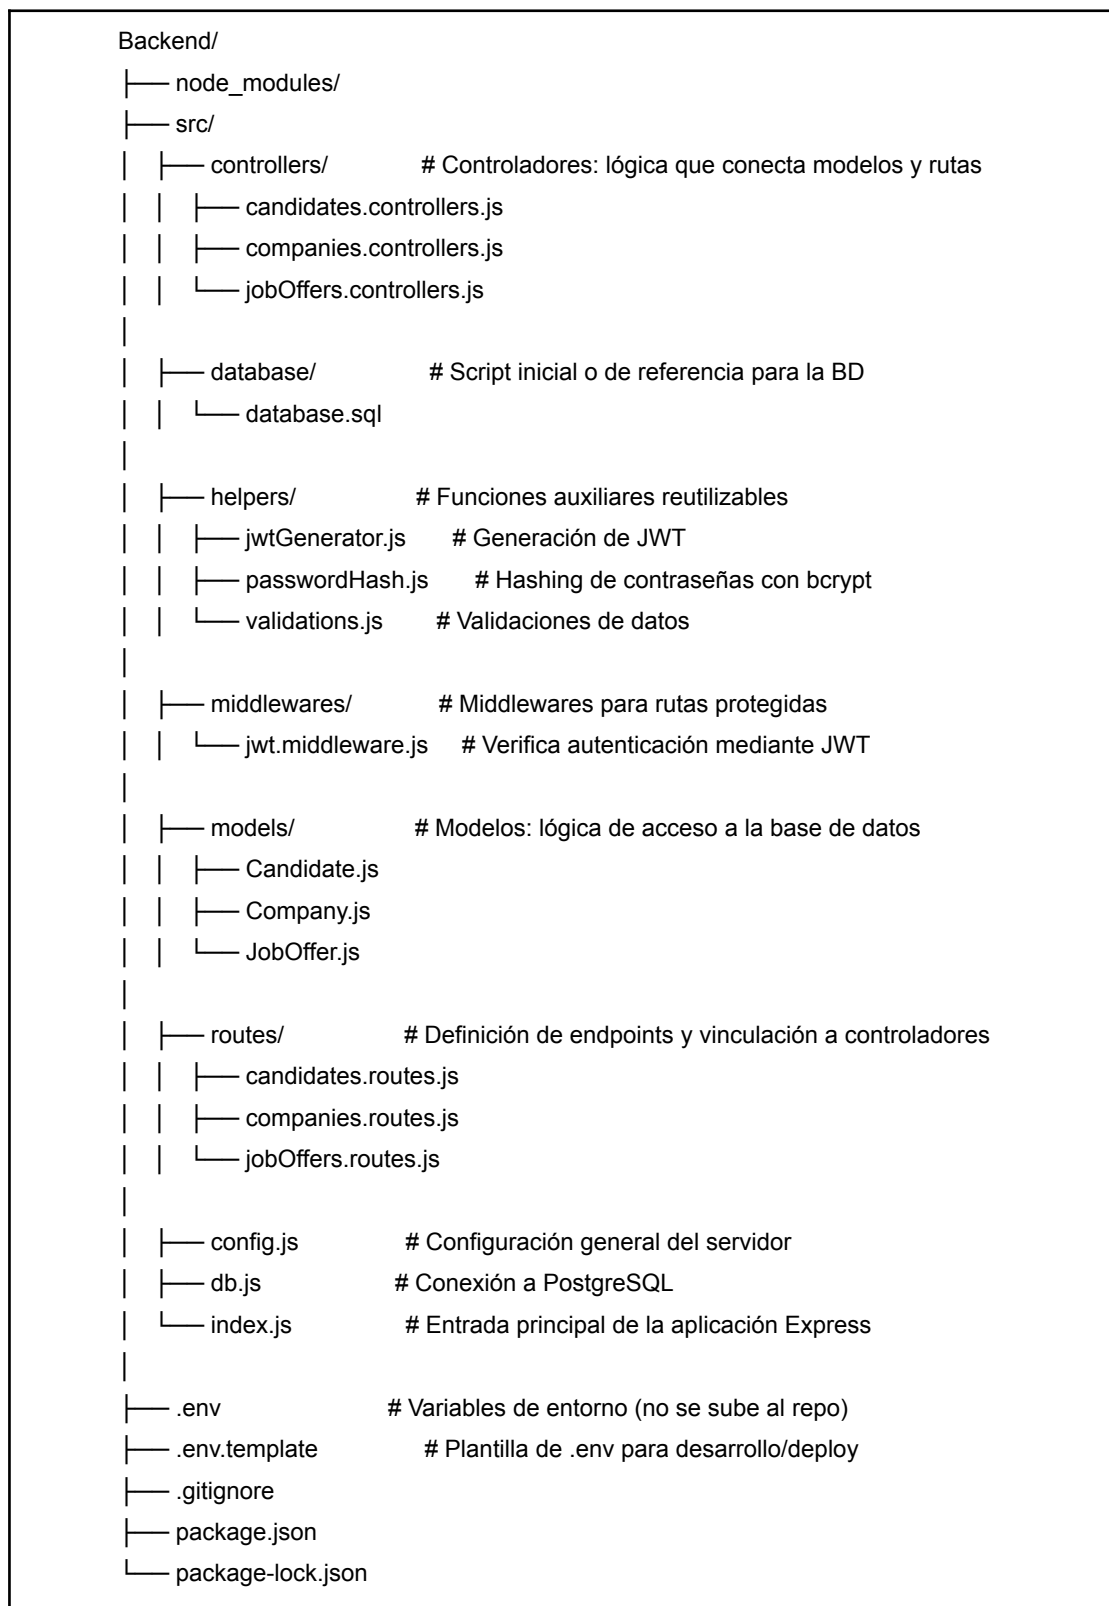 Backend/
├── node_modules/
├── src/
│ ├── controllers/ # Controladores: lógica que conecta modelos y rutas
│ │ ├── candidates.controllers.js
│ │ ├── companies.controllers.js
│ │ └── jobOffers.controllers.js
│
│ ├── database/ # Script inicial o de referencia para la BD
│ │ └── database.sql
│
│ ├── helpers/ # Funciones auxiliares reutilizables
│ │ ├── jwtGenerator.js # Generación de JWT
│ │ ├── passwordHash.js # Hashing de contraseñas con bcrypt
│ │ └── validations.js # Validaciones de datos
│
│ ├── middlewares/ # Middlewares para rutas protegidas
│ │ └── jwt.middleware.js # Verifica autenticación mediante JWT
│
│ ├── models/ # Modelos: lógica de acceso a la base de datos
│ │ ├── Candidate.js
│ │ ├── Company.js
│ │ └── JobOffer.js
│
│ ├── routes/ # Definición de endpoints y vinculación a controladores
│ │ ├── candidates.routes.js
│ │ ├── companies.routes.js
│ │ └── jobOffers.routes.js
│
│ ├── config.js # Configuración general del servidor
│ ├── db.js # Conexión a PostgreSQL
│ └── index.js # Entrada principal de la aplicación Express
│
├── .env # Variables de entorno (no se sube al repo)
├── .env.template # Plantilla de .env para desarrollo/deploy
├── .gitignore
├── package.json
└── package-lock.json